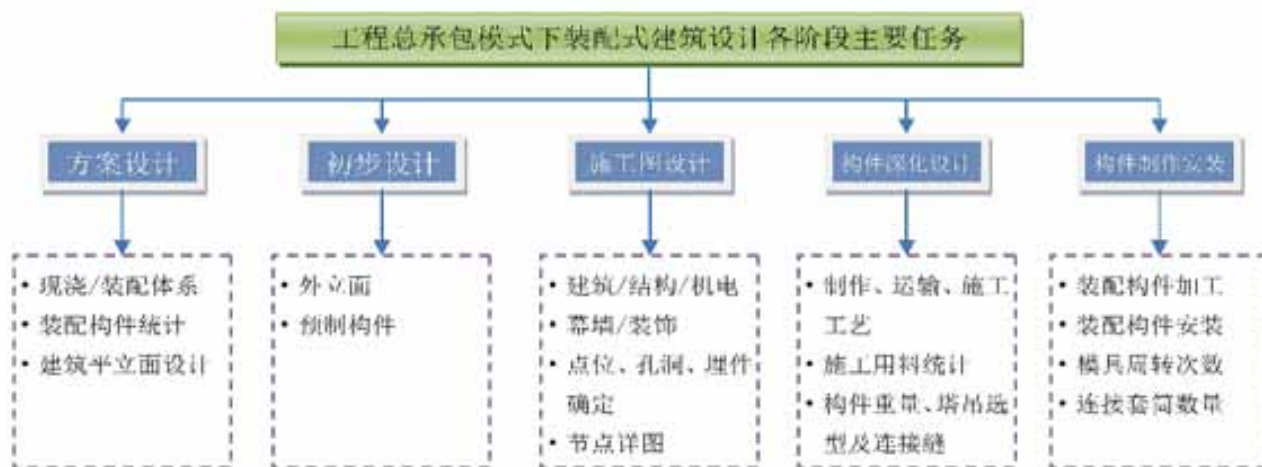 工程总承包模式下装配式建筑设计各阶段主要任务
方案设计
• 现浇/装配体系
• 装配构件统计
• 建筑平立面设计
初步设计
• 外立面
• 预制构件
施工图设计
• 建筑/结构/机电
• 幕墙/装饰
• 点位、孔洞、埋件
确定
• 节点详图
构件深化设计
• 制作、运输、施工
工艺
• 施工用料统计
• 构件重量、塔吊选
型及连接缝
构件制作安装
• 装配构件加工
• 装配构件安装
• 模具周转次数
• 连接套筒数量